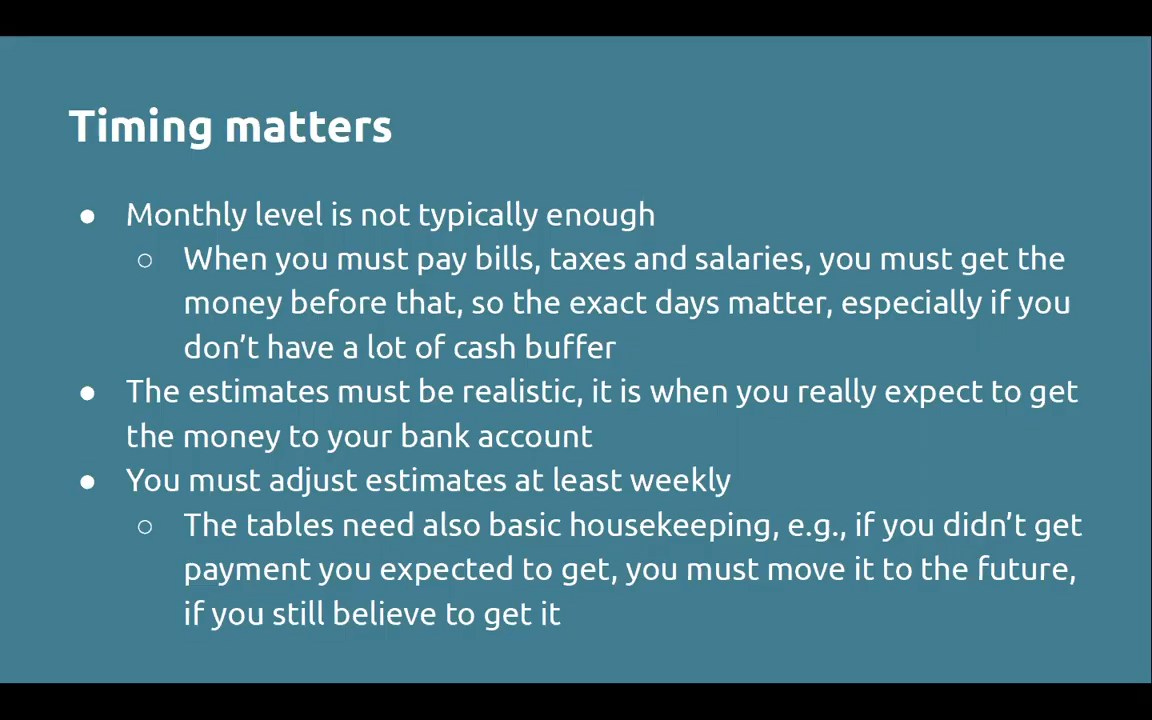 Timing matters
● Monthly level is not typically enough
○ When you must pay bills, taxes and salaries, you must get the
money before that, so the exact days matter, especially if you
don’t have a lot of cash buffer
● The estimates must be realistic, it is when you really expect to get
the money to your bank account
● You must adjust estimates at least weekly
○ The tables need also basic housekeeping, e.g., if you didn’t get
payment you expected to get, you must move it to the future,
if you still believe to get it